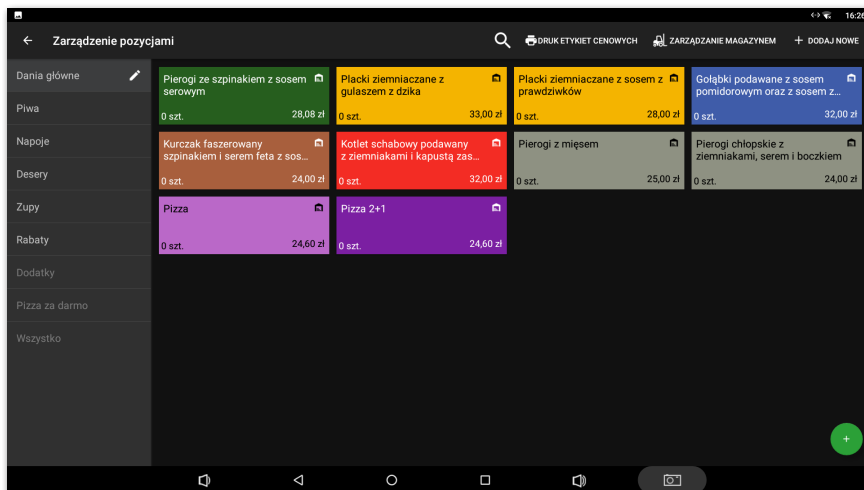 16:26
Zarządzenie pozycjami
DRUK ETYKIET CENOWYCH
ZARZĄDZANIE MAGAZYNEM
+ DODAJ NOWE
Dania główne
Piwa
Napoje
Desery
Zupy
Rabaty
Dodatky
Pizza za darmo
Wszystko
Pierogi ze szpinakiem z sosem
serowym
0 szt. 28,08 zł
Placki ziemniaczane z
gulaszem z dzika
0 szt. 33,00 zł
Placki ziemniaczane z sosem z
prawdziwków
0 szt. 28,00 zł
Gołąbki podawane z sosem
pomidorowym oraz z sosem z...
0 szt. 32,00 zł
Kurczak faszerowany
szpinakiem i serem feta z sos...
0 szt. 24,00 zł
Kotlet schabowy podawany
z ziemniakami i kapustą zas...
0 szt. 32,00 zł
Pierogi z mięsem
0 szt. 25,00 zł
Pierogi chłopskie z
ziemniakami, serem i boczkiem
0 szt. 24,00 zł
Pizza
0 szt. 24,60 zł
Pizza 2+1
0 szt. 24,60 zł